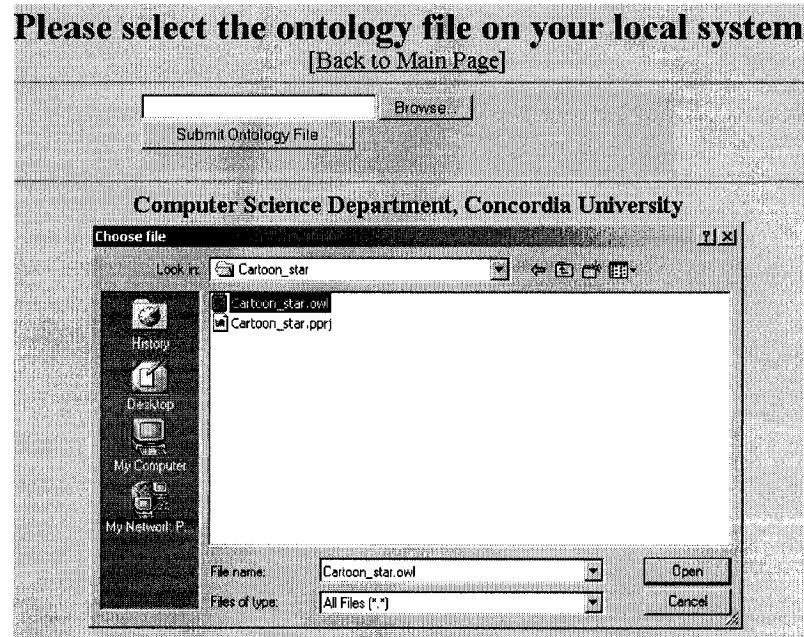 Please select the ontology file on your local system
[Back to Main Page]
Browse...
Submit Ontology File
Computer Science Department, Concordia University
Choose file
Look in:
Cartoon_star
Cartoon_star.owl
Cartoon_star.pprj
History
Desktop
My Computer
My Network P...
File name:
Cartoon_star.owl
Open
Files of type:
All Files (*.*)
Cancel